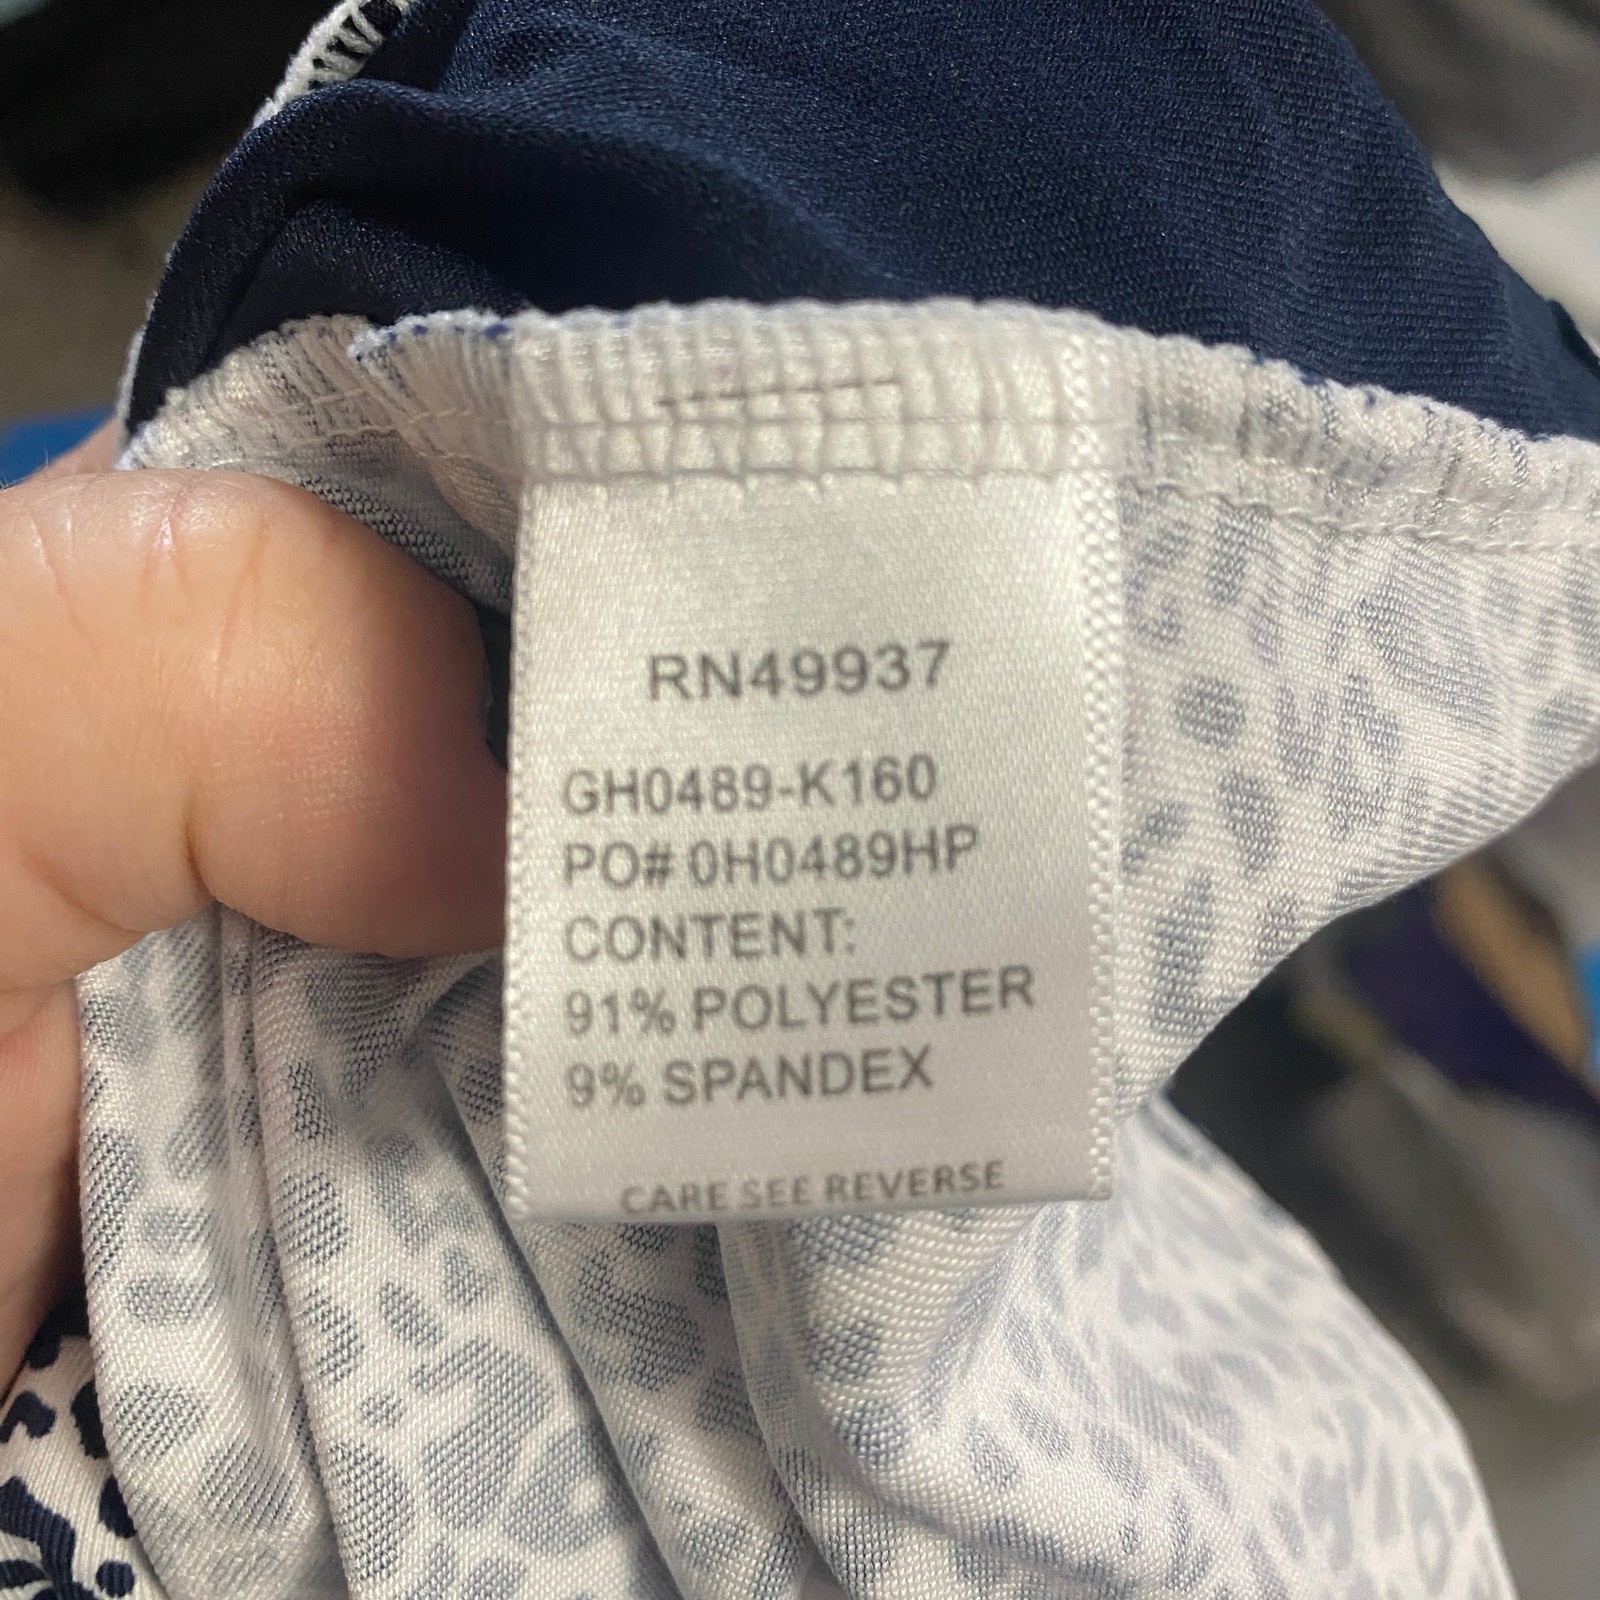 RN49937
GH0489-K160
PO# 0H0489HP
CONTENT:
91% POLYESTER
9% SPANDEX
CARE SEE REVERSE